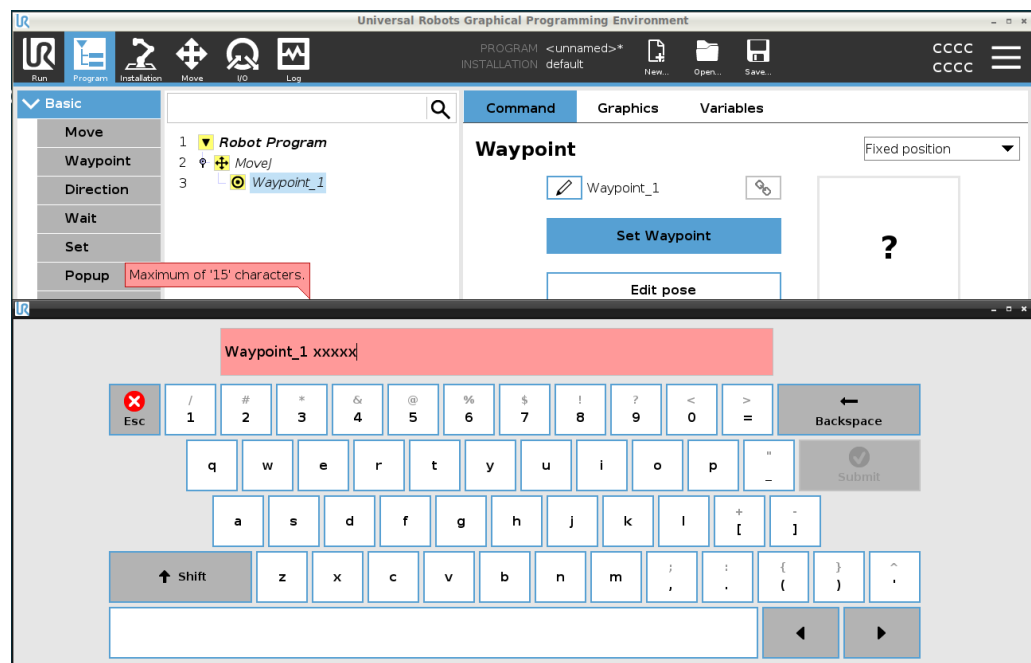 UR
Universal Robots Graphical Programming Environment
UR
Run
Program
Installation
Move
I/O
Log
PROGRAM <unnamed>*
INSTALLATION default
New...
Open...
Save...
CCCC
CCCC
Basic
Move
Waypoint
Direction
Wait
Set
Popup
1 Robot Program
2 MoveJ
3 Waypoint_1
Maximum of '15' characters.
Command Graphics Variables
Waypoint
Fixed position
Waypoint_1
Set Waypoint
?
Edit pose
UR
Waypoint_1 xxxxx
Esc
/ # * & @ % $ ! ? < >
1 2 3 4 5 6 7 8 9 0 =
Backspace
q w e r t y u i o p " _
Submit
a s d f g h j k l + [ - ]
Shift
z x c v b n m ; , : . { ( } ) ^ '